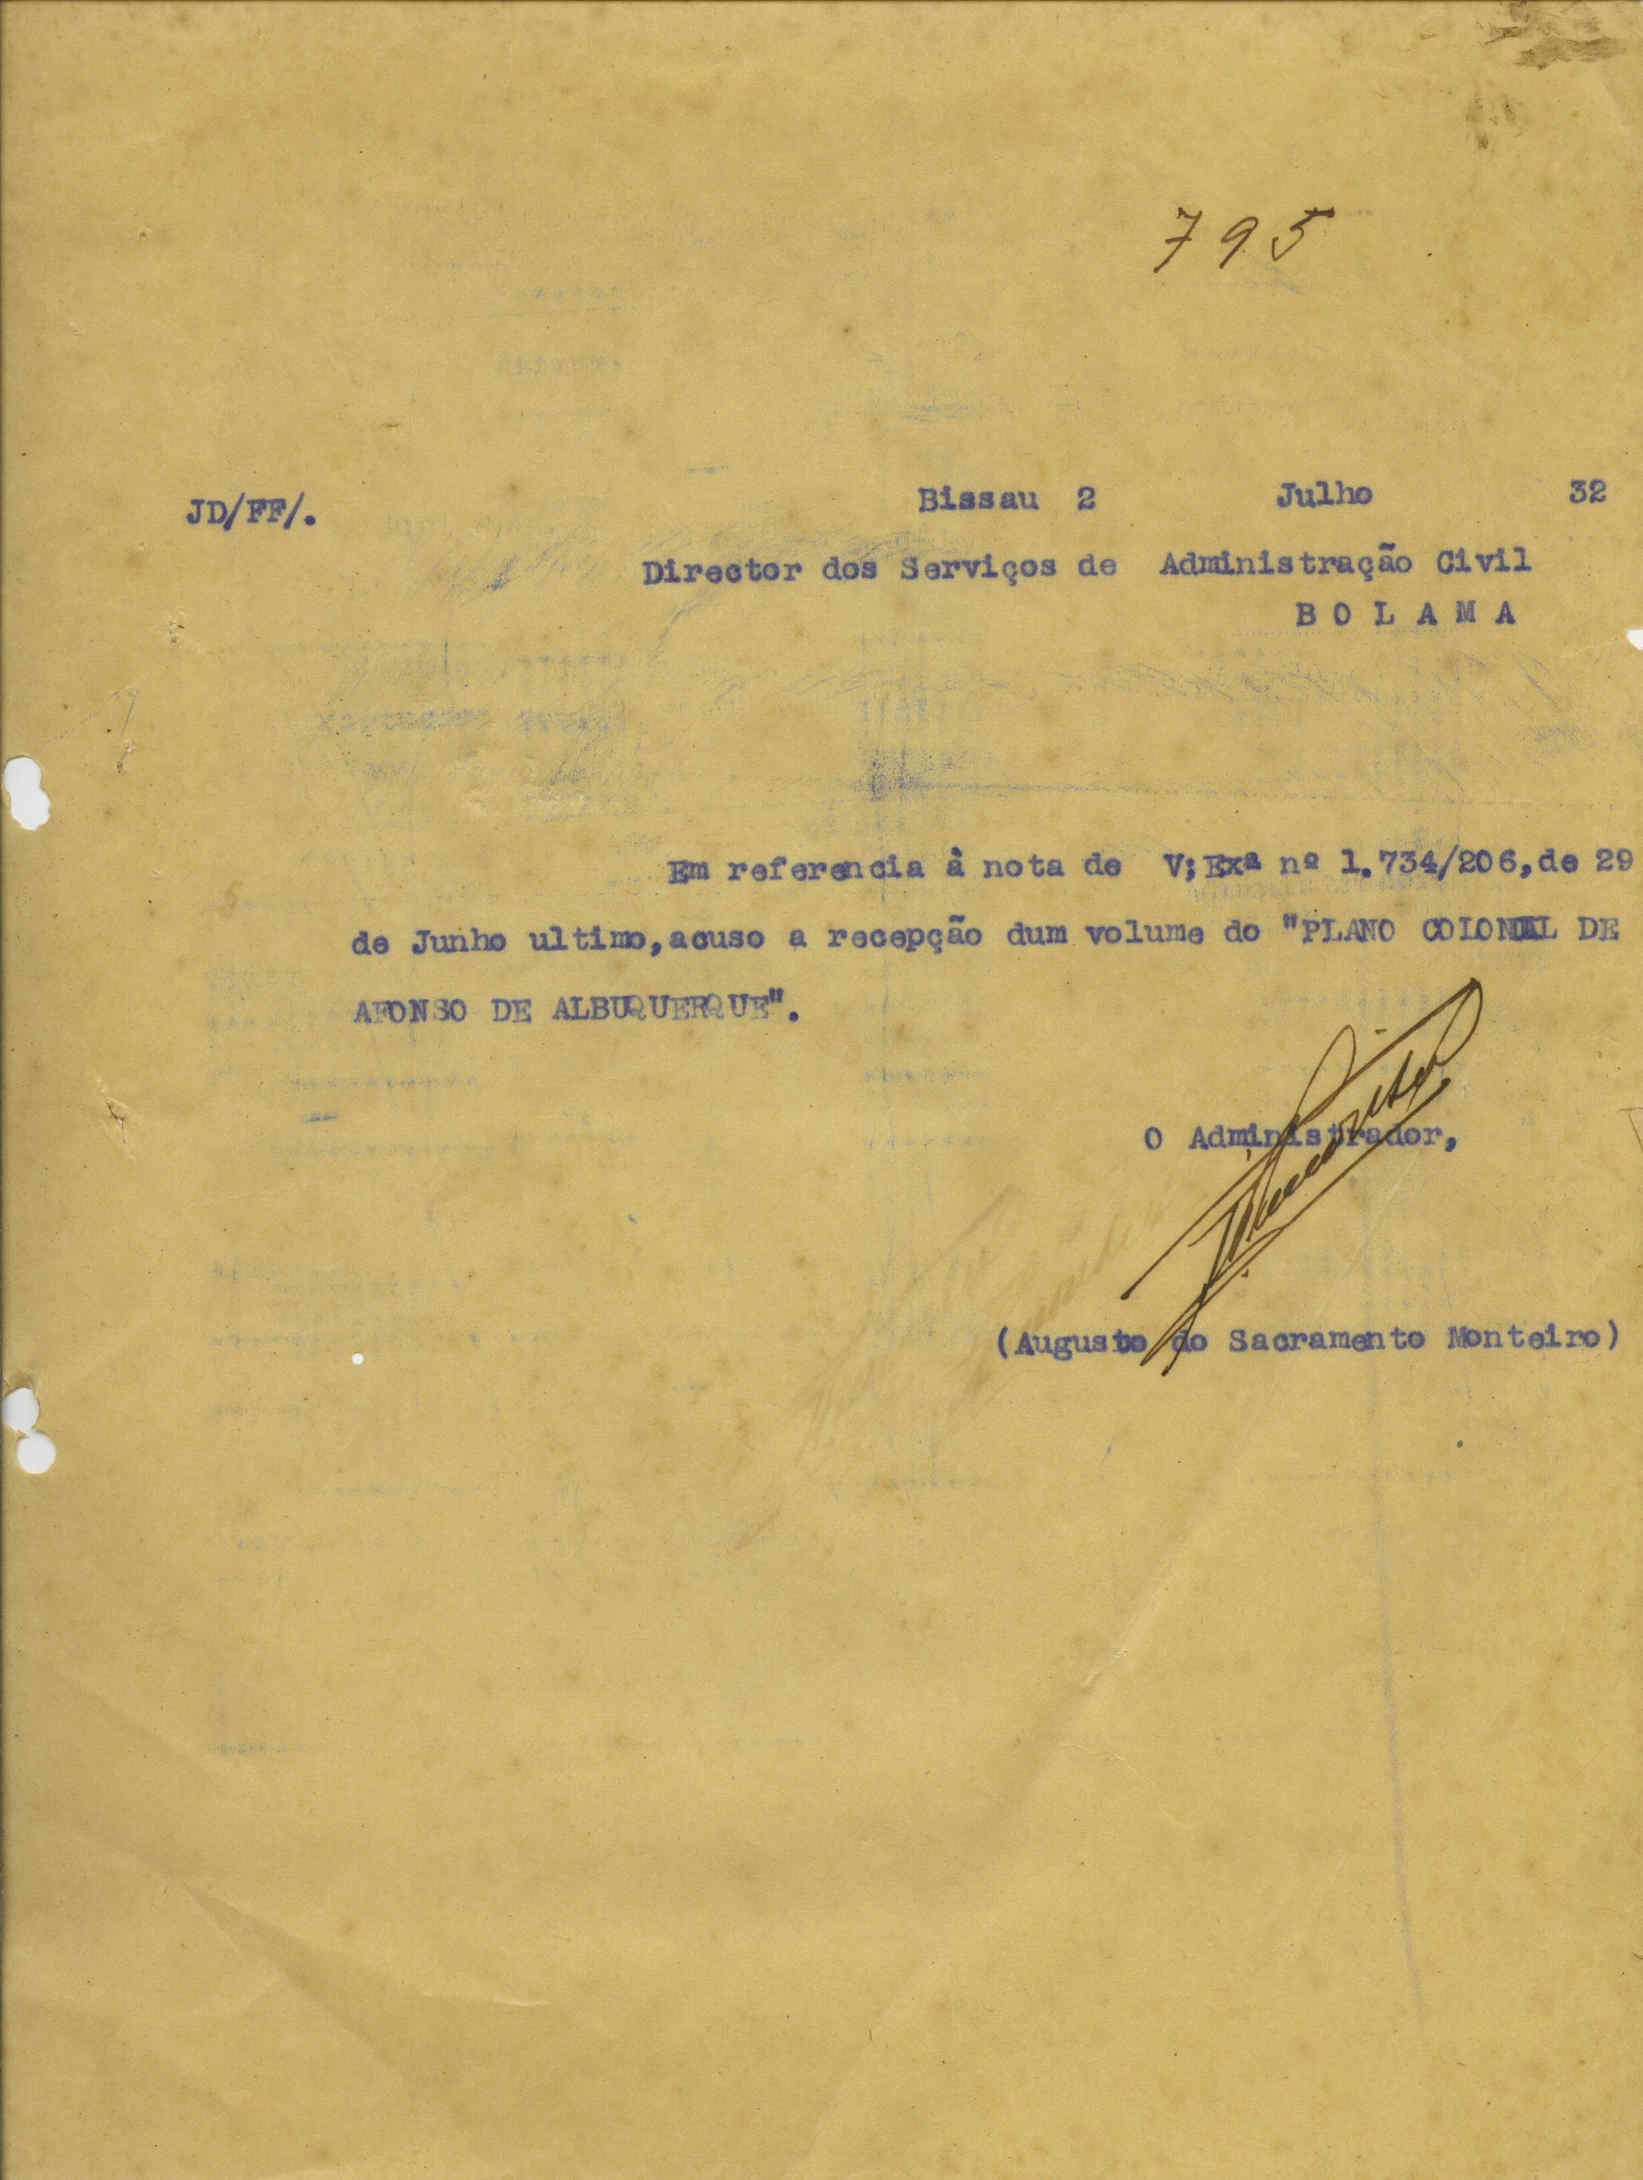 795
JD/FF/. Bissau 2 Julho 32
Director dos Serviços de Administração Civil
B O L A M A
Em referencia à nota de V;Exª nº 1.734/206,de 29
de Junho ultimo,acuso a recepção dum volume do "PLANO COLONIAL DE
AFONSO DE ALBUQUERQUE".
O Administrador,
(Augusto do Sacramento Monteiro)